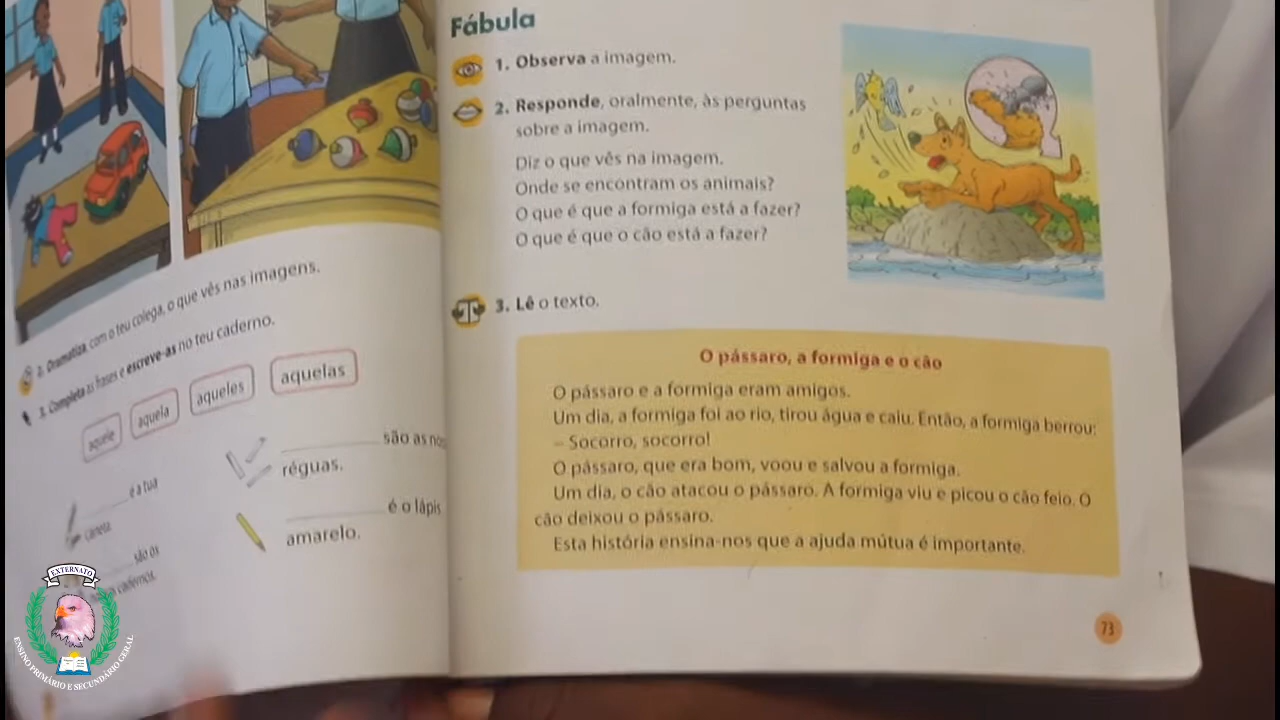 2. Dramatiza, com o teu colega, o que vês nas imagens.
3. Completa as frases e escreve-as no teu caderno.
aquele
aquela
aqueles
aquelas
é a tua
caneta.
são os
cadernos.
são as
réguas.
é o lápis
amarelo.
Fábula
1. Observa a imagem.
2. Responde, oralmente, às perguntas
sobre a imagem.
Diz o que vês na imagem.
Onde se encontram os animais?
O que é que a formiga está a fazer?
O que é que o cão está a fazer?
3. Lê o texto.
O pássaro, a formiga e o cão
O pássaro e a formiga eram amigos.
Um dia, a formiga foi ao rio, tirou água e caiu. Então, a formiga berrou:
– Socorro, socorro!
O pássaro, que era bom, voou e salvou a formiga.
Um dia, o cão atacou o pássaro. A formiga viu e picou o cão feio. O
cão deixou o pássaro.
Esta história ensina-nos que a ajuda mútua é importante.
73
EXTERNATO
ENSINO PRIMÁRIO E SECUNDÁRIO GERAL